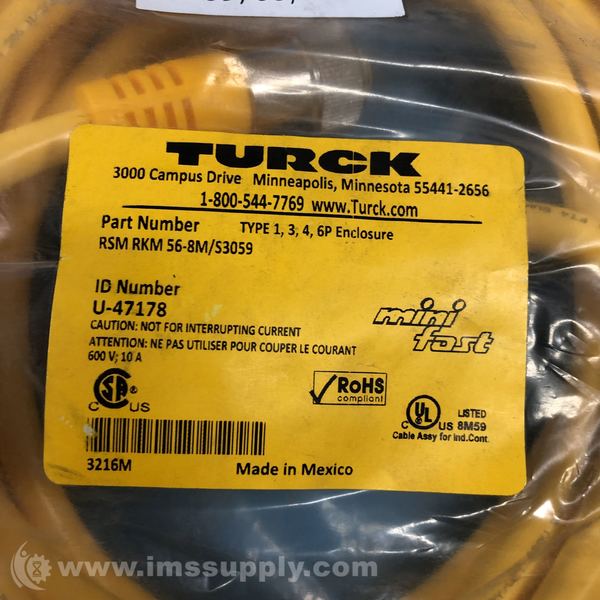 TURCK
3000 Campus Drive Minneapolis, Minnesota 55441-2656
1-800-544-7769 www.Turck.com
Part Number TYPE 1, 3, 4, 6P Enclosure
RSM RKM 56-8M/S3059
ID Number
U-47178
CAUTION: NOT FOR INTERRUPTING CURRENT
ATTENTION: NE PAS UTILISER POUR COUPER LE COURANT
600 V; 10 A
mini
fast
CSA ®
C US
RoHS
compliant
UL LISTED
C US 8M59
Cable Assy for Ind.Cont.
3216M
Made in Mexico
www.imssupply.com